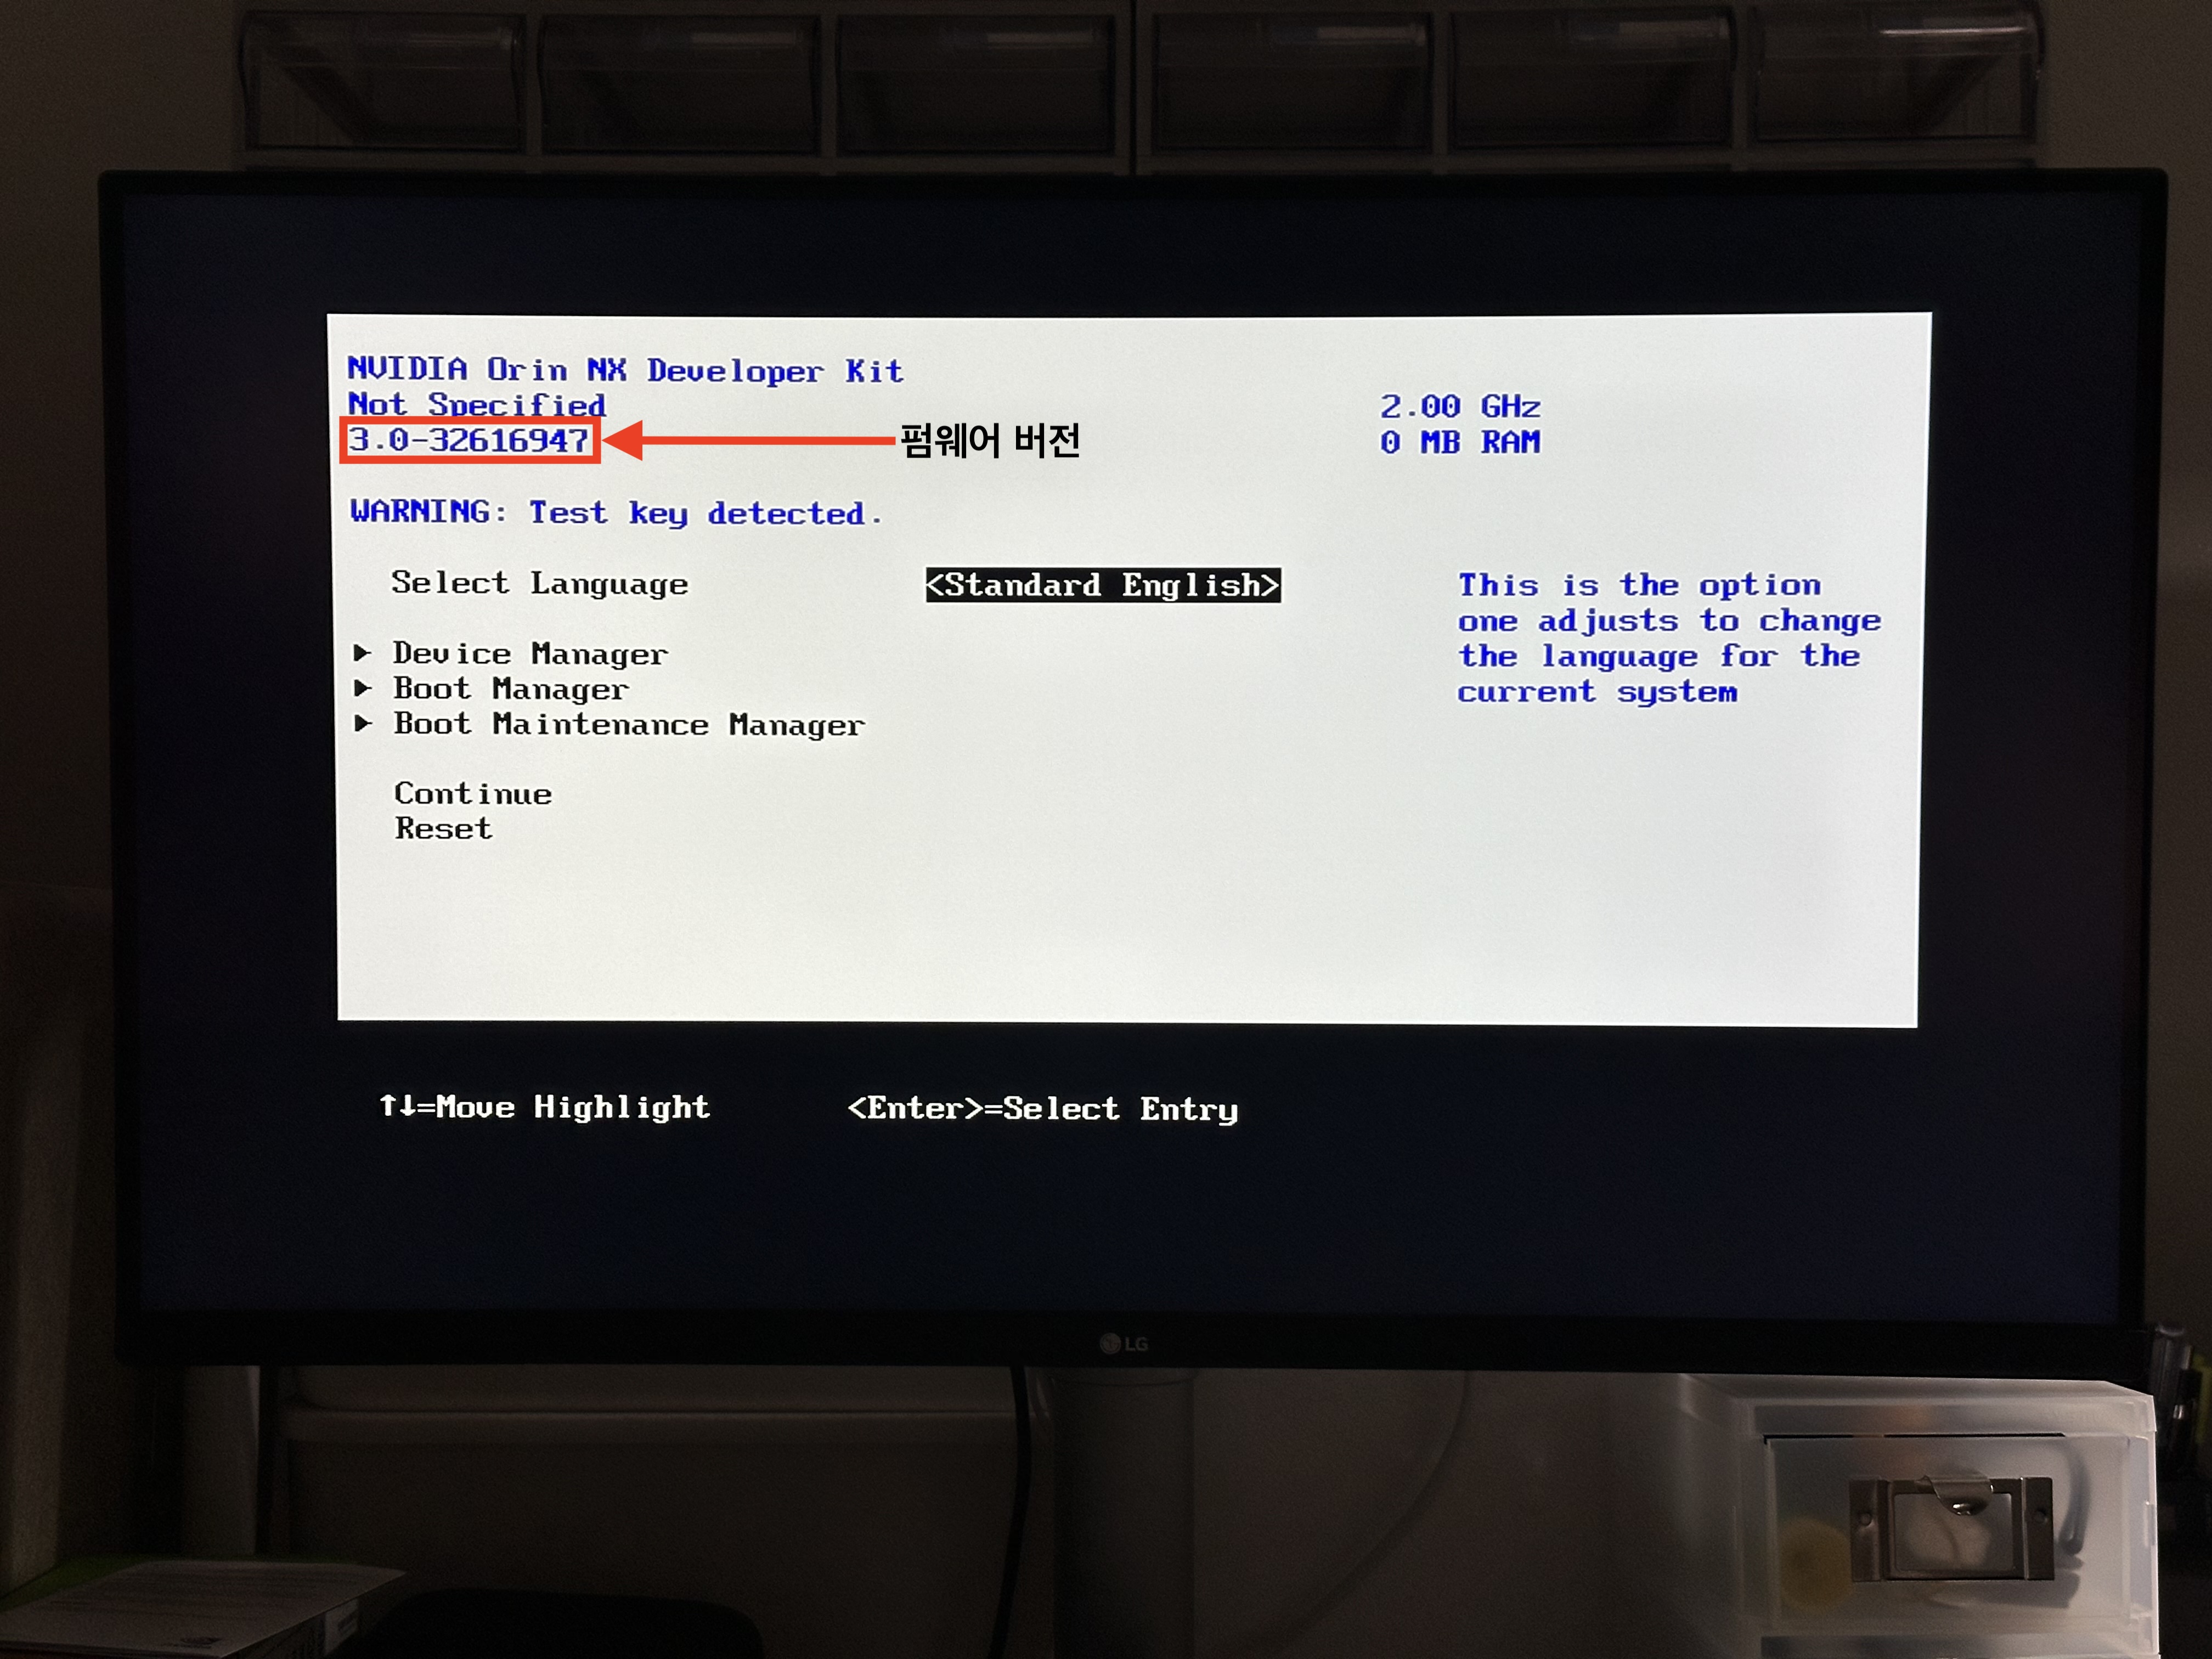 NVIDIA Orin NX Developer Kit
Not Specified 2.00 GHz
3.0-32616947 펌웨어 버전 0 MB RAM
WARNING: Test key detected.
Select Language <Standard English> This is the option
one adjusts to change
▶ Device Manager the language for the
▶ Boot Manager current system
▶ Boot Maintenance Manager
Continue
Reset
↑↓=Move Highlight <Enter>=Select Entry
LG